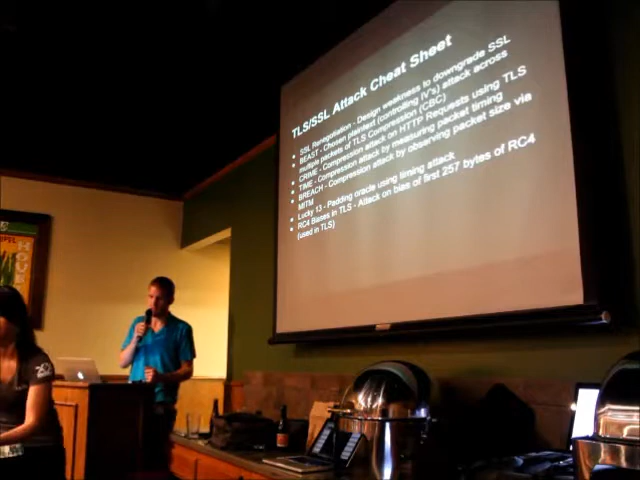 TLS/SSL Attack Cheat Sheet
• SSL Renegotiation - Design weakness to downgrade SSL
• BEAST - Chosen plaintext (controlling IV's) attack across
multiple packets of TLS Compression (CBC)
• CRIME - Compression attack on HTTP Requests using TLS
• TIME - Compression attack by measuring packet timing
• BREACH - Compression attack by observing packet size via
MITM
• Lucky 13 - Padding oracle using timing attack
• RC4 Biases in TLS - Attack on bias of first 257 bytes of RC4
(used in TLS)